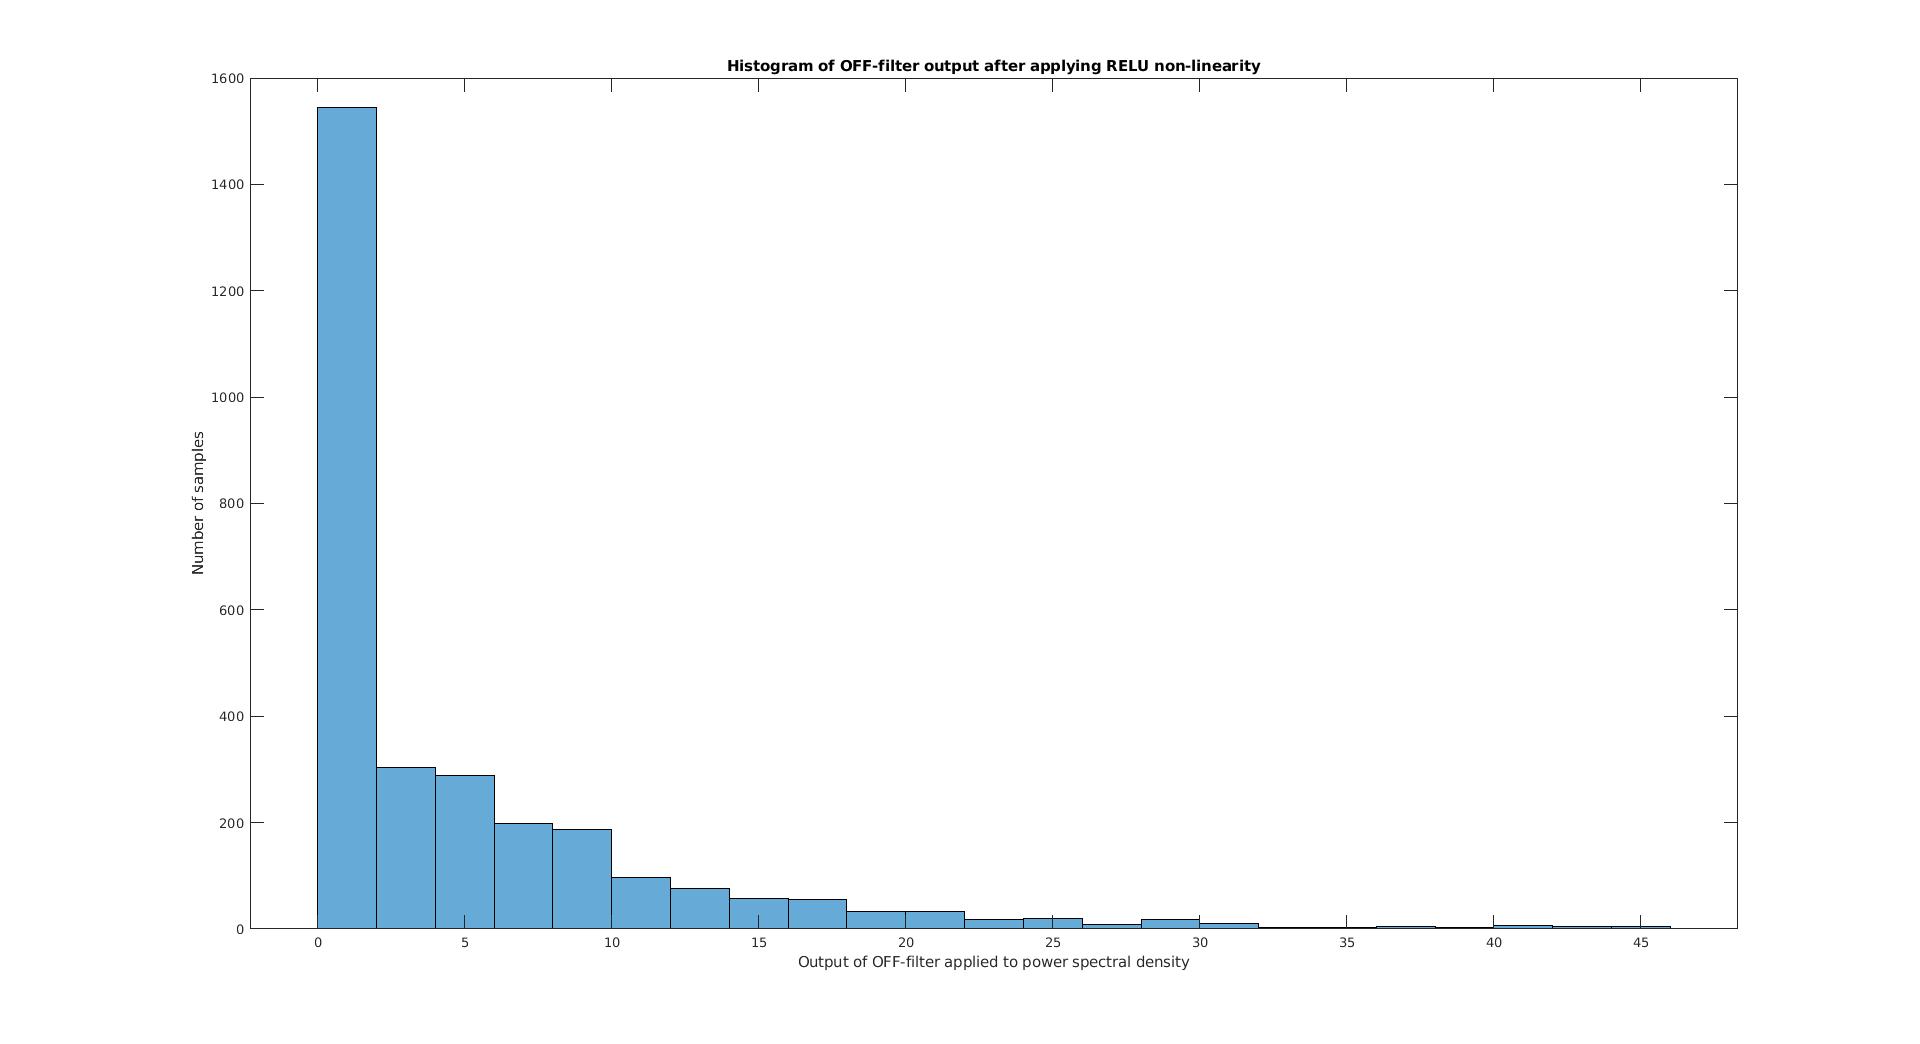 Histogram of OFF-filter output after applying RELU non-linearity
1600
1400
1200
1000
800
600
400
200
0
Number of samples
0 5 10 15 20 25 30 35 40 45
Output of OFF-filter applied to power spectral density